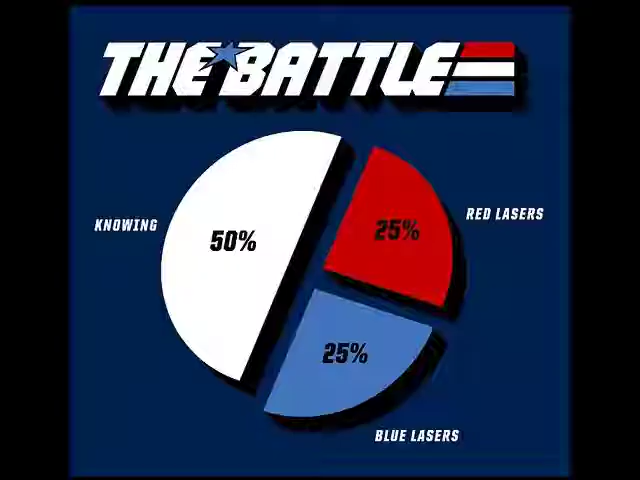 THE BATTLE
KNOWING
50%
25%
RED LASERS
25%
BLUE LASERS